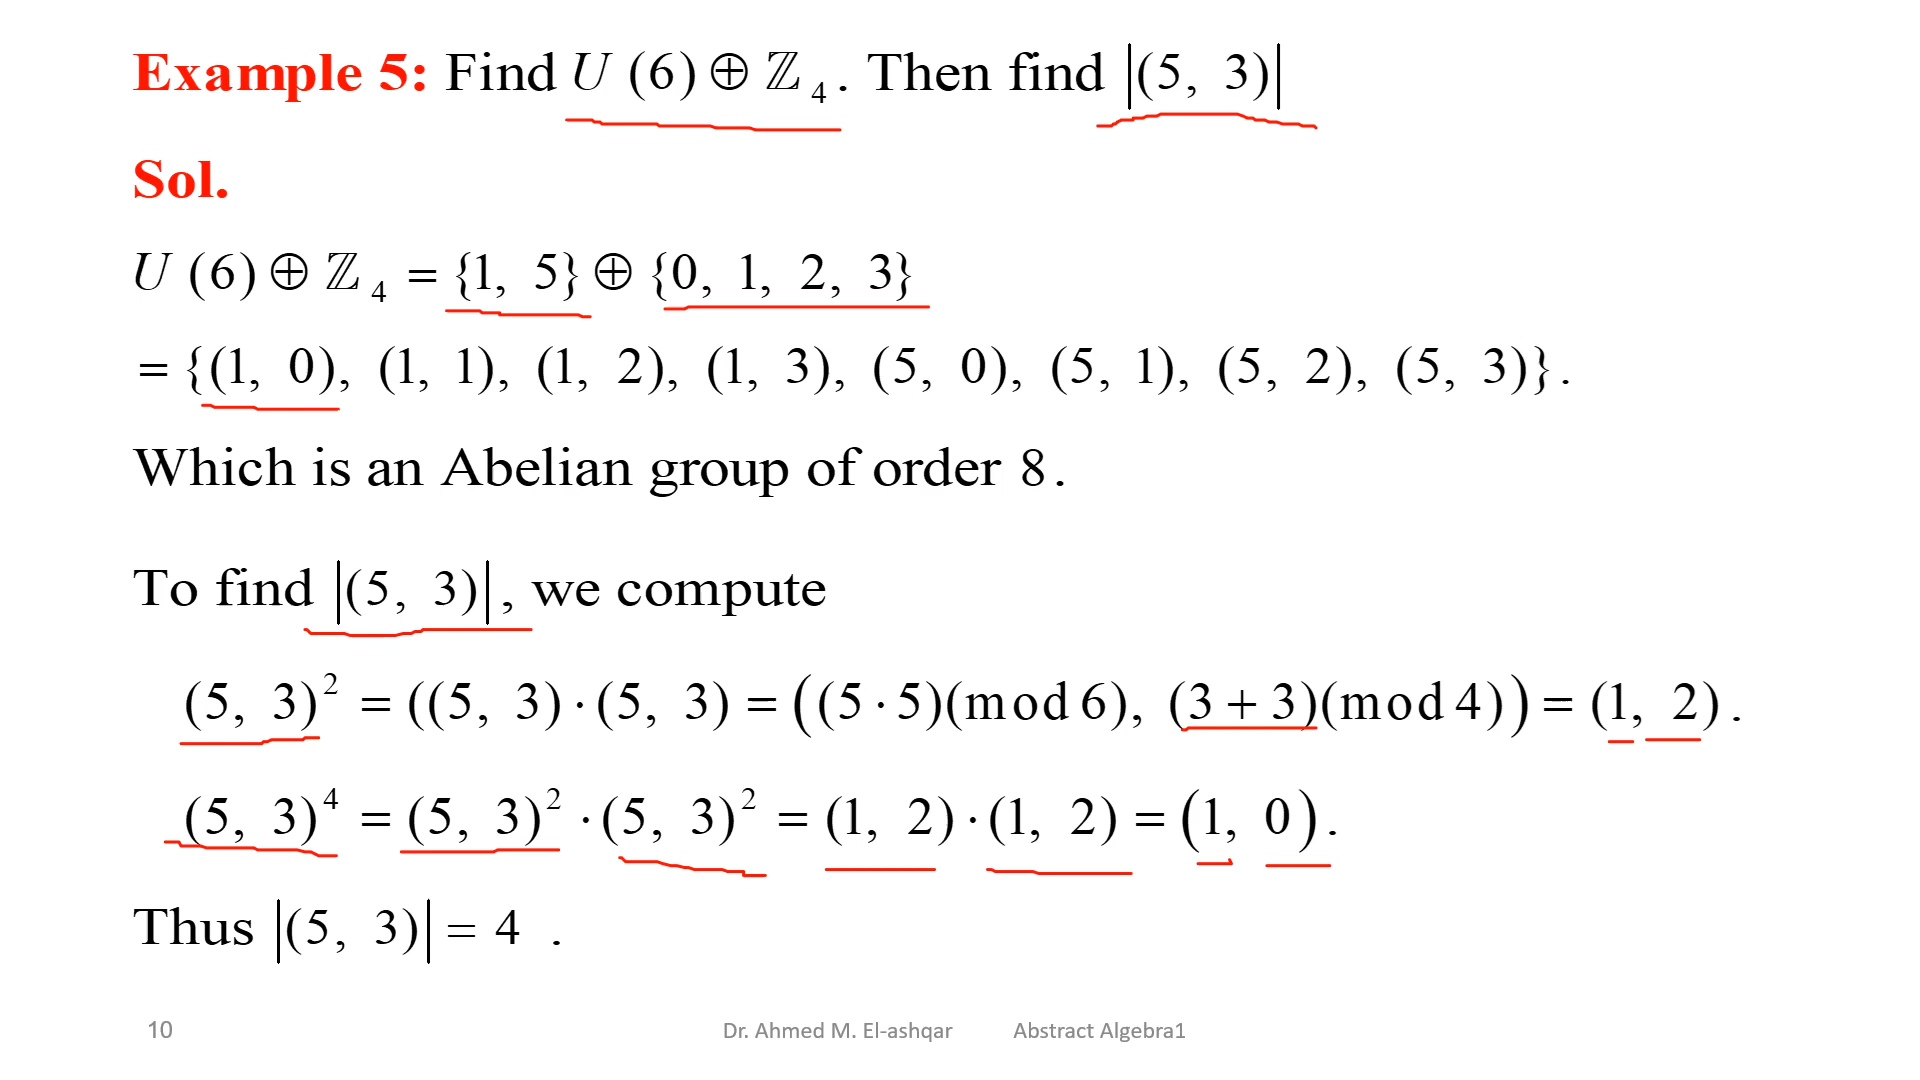 Example 5: Find U (6) ⊕ ℤ₄. Then find |(5, 3)|
Sol.
U (6) ⊕ ℤ₄ = {1, 5} ⊕ {0, 1, 2, 3}
= {(1, 0), (1, 1), (1, 2), (1, 3), (5, 0), (5, 1), (5, 2), (5, 3)}.
Which is an Abelian group of order 8.
To find |(5, 3)|, we compute
(5, 3)² = ((5, 3) · (5, 3) = ((5 · 5)(mod 6), (3 + 3)(mod 4)) = (1, 2).
(5, 3)⁴ = (5, 3)² · (5, 3)² = (1, 2) · (1, 2) = (1, 0).
Thus |(5, 3)| = 4 .
10 Dr. Ahmed M. El-ashqar Abstract Algebra1